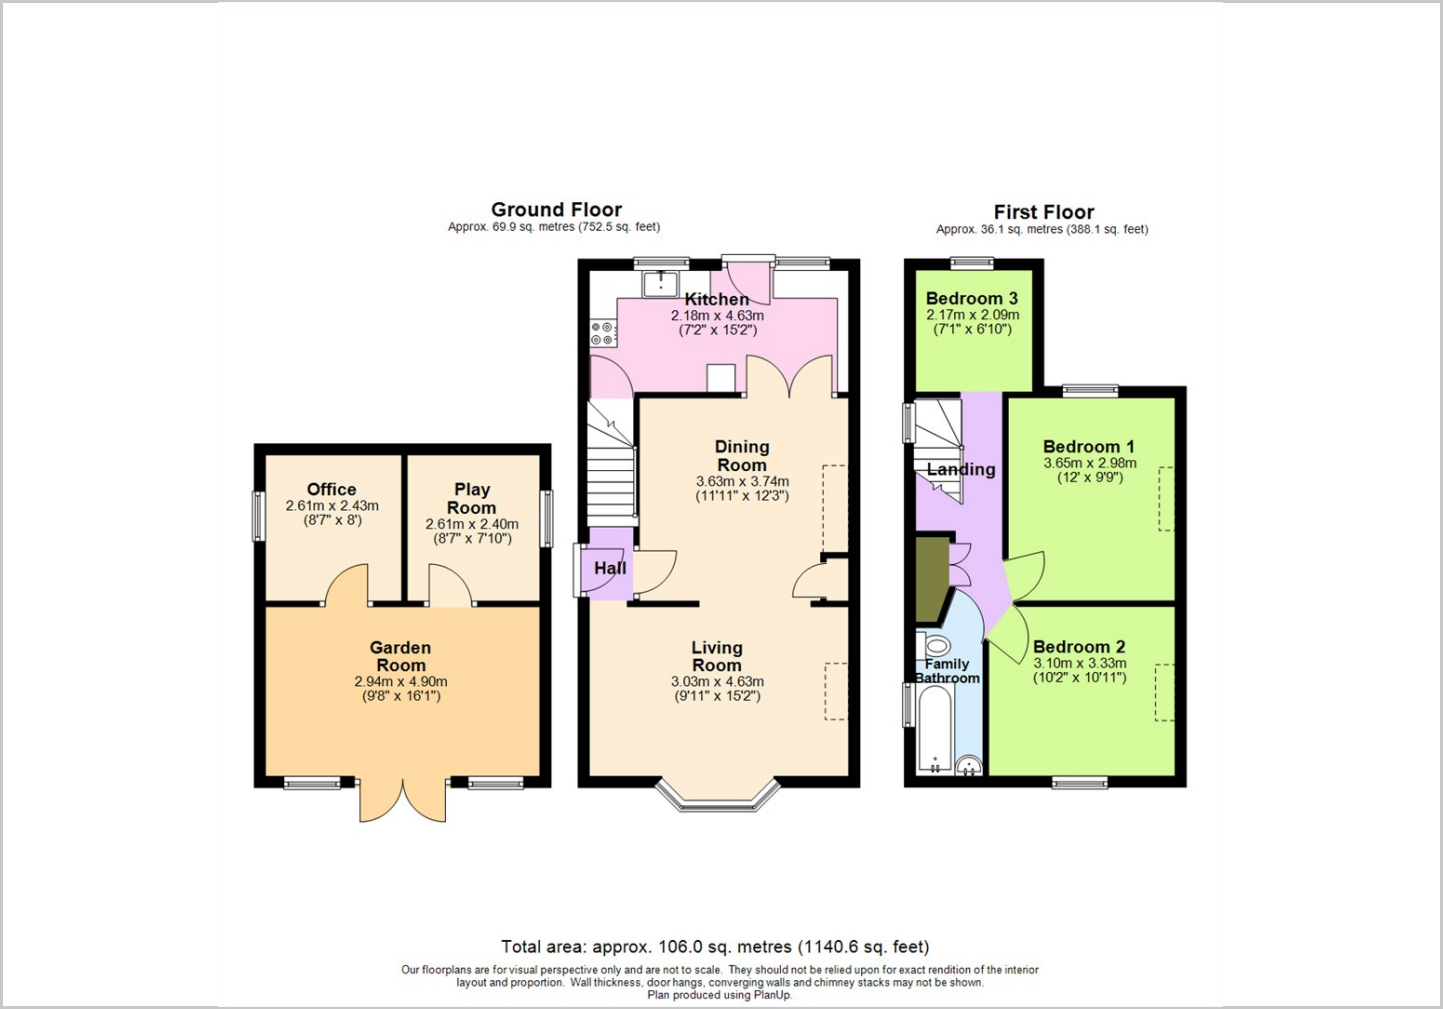 Ground Floor
Approx. 69.9 sq. metres (752.5 sq. feet)
First Floor
Approx. 36.1 sq. metres (388.1 sq. feet)
Kitchen
2.18m x 4.63m
(7'2" x 15'2")
Bedroom 3
2.17m x 2.09m
(7'1" x 6'10")
Dining
Room
3.63m x 3.74m
(11'11" x 12'3")
Bedroom 1
3.65m x 2.98m
(12' x 9'9")
Landing
Office
2.61m x 2.43m
(8'7" x 8')
Play
Room
2.61m x 2.40m
(8'7" x 7'10")
Hall
Garden
Room
2.94m x 4.90m
(9'8" x 16'1")
Living
Room
3.03m x 4.63m
(9'11" x 15'2")
Family
Bathroom
Bedroom 2
3.10m x 3.33m
(10'2" x 10'11")
Total area: approx. 106.0 sq. metres (1140.6 sq. feet)
Our floorplans are for visual perspective only and are not to scale. They should not be relied upon for exact rendition of the interior
layout and proportion. Wall thickness, door hangs, converging walls and chimney stacks may not be shown.
Plan produced using PlanUp.